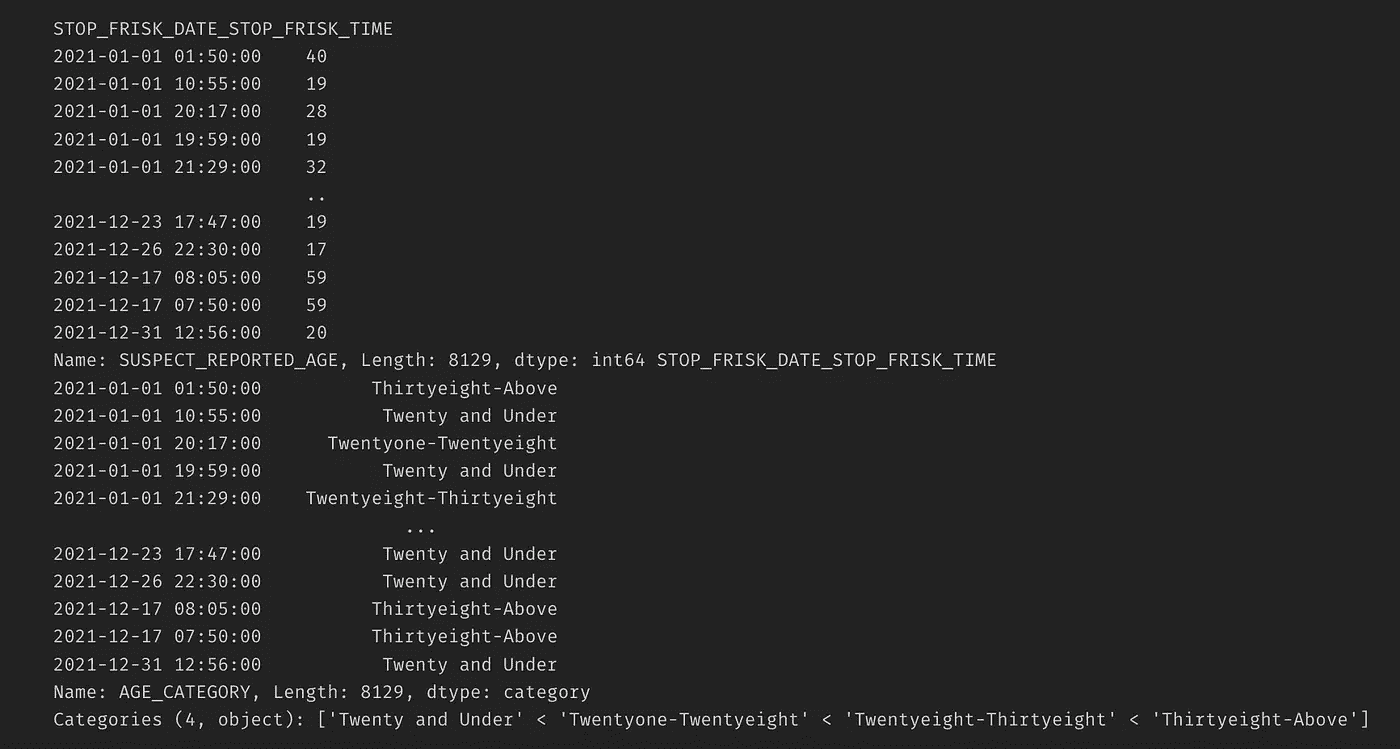 STOP_FRISK_DATE_STOP_FRISK_TIME
2021-01-01 01:50:00    40
2021-01-01 10:55:00    19
2021-01-01 20:17:00    28
2021-01-01 19:59:00    19
2021-01-01 21:29:00    32
                       ..
2021-12-23 17:47:00    19
2021-12-26 22:30:00    17
2021-12-17 08:05:00    59
2021-12-17 07:50:00    59
2021-12-31 12:56:00    20
Name: SUSPECT_REPORTED_AGE, Length: 8129, dtype: int64 STOP_FRISK_DATE_STOP_FRISK_TIME
2021-01-01 01:50:00          Thirtyeight-Above
2021-01-01 10:55:00           Twenty and Under
2021-01-01 20:17:00      Twentyone-Twentyeight
2021-01-01 19:59:00           Twenty and Under
2021-01-01 21:29:00    Twentyeight-Thirtyeight
                                ...
2021-12-23 17:47:00           Twenty and Under
2021-12-26 22:30:00           Twenty and Under
2021-12-17 08:05:00          Thirtyeight-Above
2021-12-17 07:50:00          Thirtyeight-Above
2021-12-31 12:56:00           Twenty and Under
Name: AGE_CATEGORY, Length: 8129, dtype: category
Categories (4, object): ['Twenty and Under' < 'Twentyone-Twentyeight' < 'Twentyeight-Thirtyeight' < 'Thirtyeight-Above']